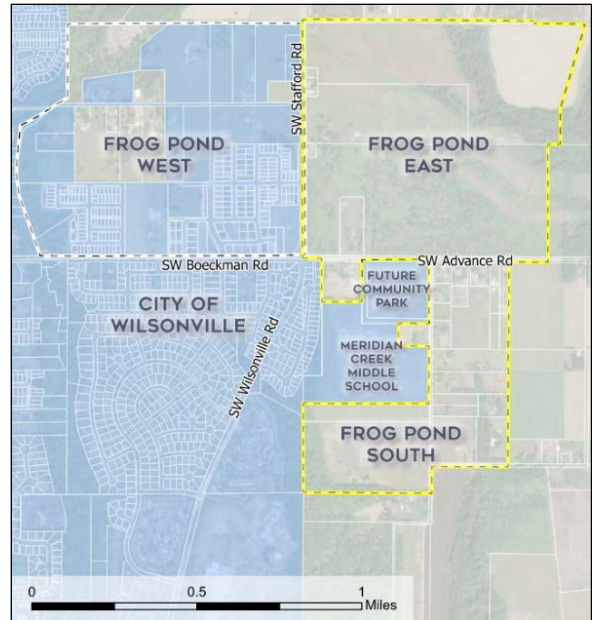 SW Stafford Rd
FROG POND
WEST
FROG POND
EAST
SW Boeckman Rd
SW Advance Rd
FUTURE
COMMUNITY
PARK
CITY OF
WILSONVILLE
SW Wilsonville Rd
MERIDIAN
CREEK
MIDDLE
SCHOOL
FROG POND
SOUTH
0 0.5 1
Miles